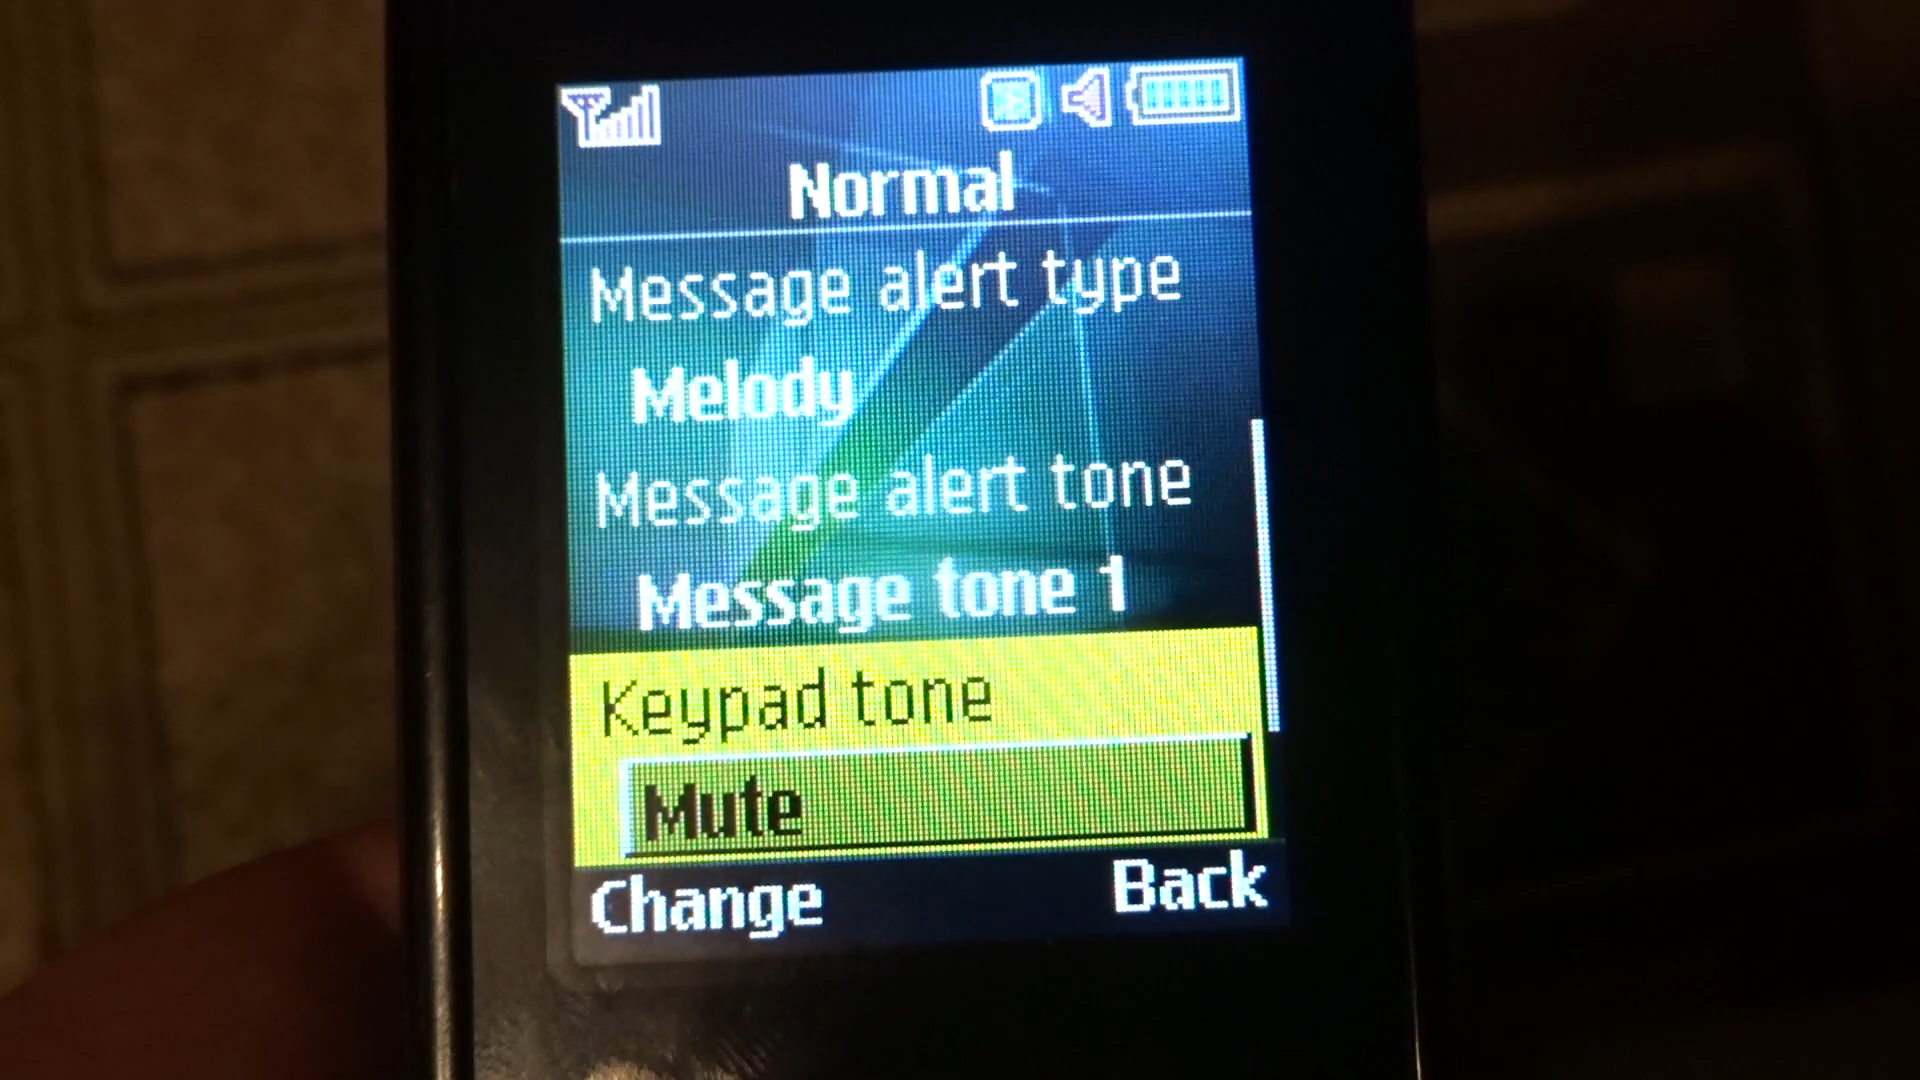 Normal
Message alert type
Melody
Message alert tone
Message tone 1
Keypad tone
Mute
Change Back